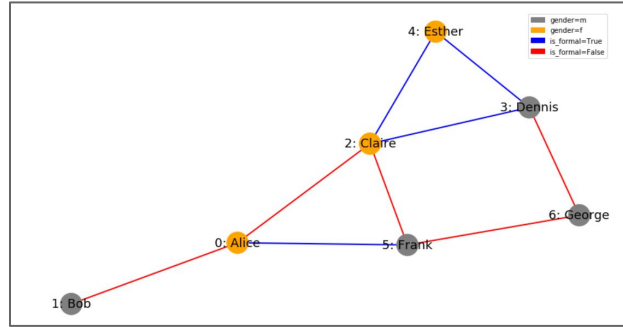 gender=m
gender=f
is_formal=True
is_formal=False
4: Esther
3: Dennis
2: Claire
6: George
0: Alice
5: Frank
1: Bob